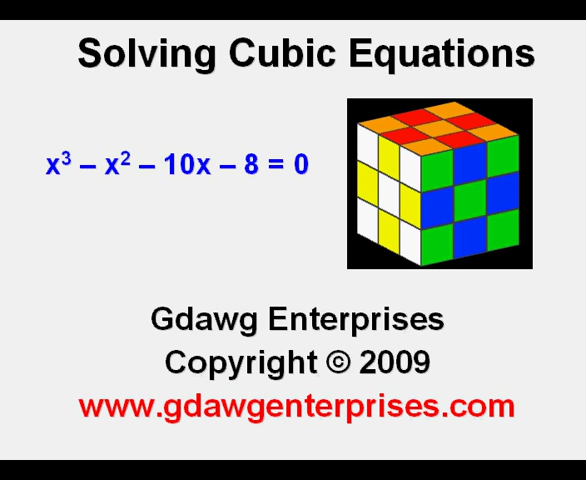 Solving Cubic Equations
x³ – x² – 10x – 8 = 0
Gdawg Enterprises
Copyright © 2009
www.gdawgenterprises.com